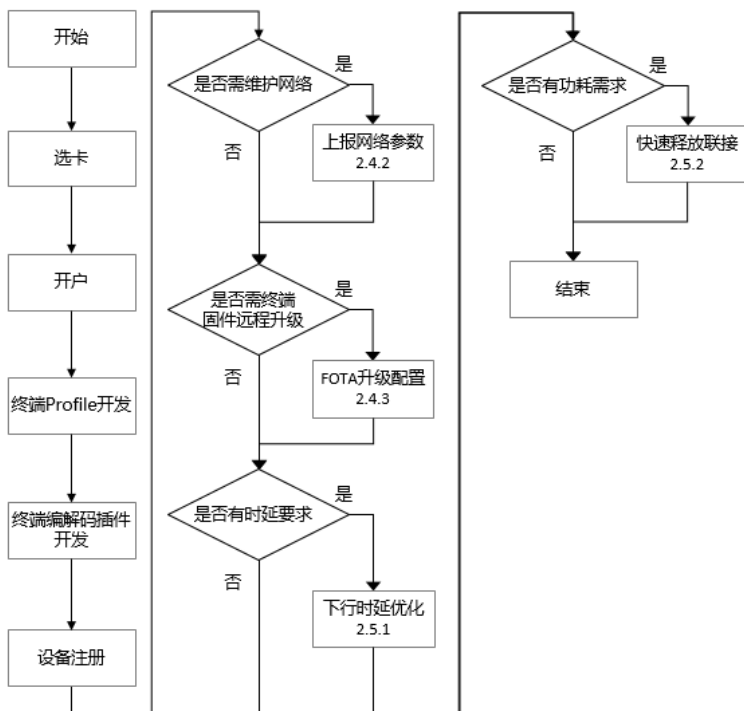 开始
选卡
开户
终端Profile开发
终端编解码插件
开发
设备注册
是否需维护网络
是
否
上报网络参数
2.4.2
是否需终端
固件远程升级
是
否
FOTA升级配置
2.4.3
是否有时延要求
是
否
下行时延优化
2.5.1
是否有功耗需求
是
否
快速释放联接
2.5.2
结束